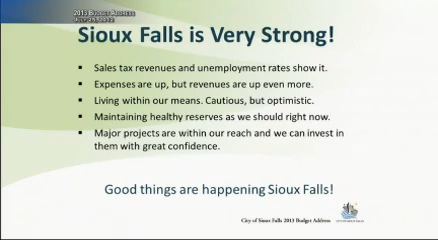 2013 Budget Address
Sioux Falls is Very Strong!
▪ Sales tax revenues and unemployment rates show it.
▪ Expenses are up, but revenues are up even more.
▪ Living within our means. Cautious, but optimistic.
▪ Maintaining healthy reserves as we should right now.
▪ Major projects are within our reach and we can invest in
them with great confidence.
Good things are happening Sioux Falls!
City of Sioux Falls 2013 Budget Address